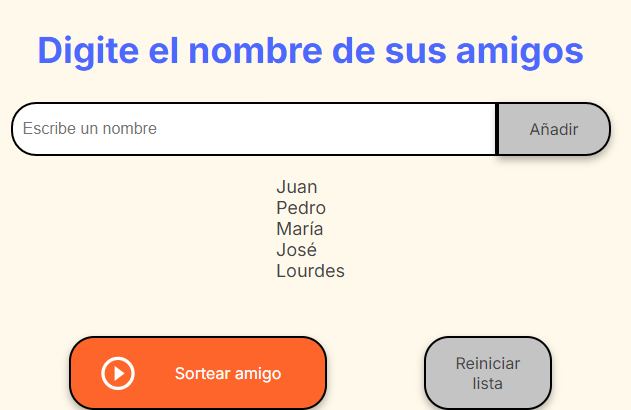 Digite el nombre de sus amigos
Escribe un nombre
Añadir
Juan
Pedro
María
José
Lourdes
Sortear amigo
Reiniciar
lista